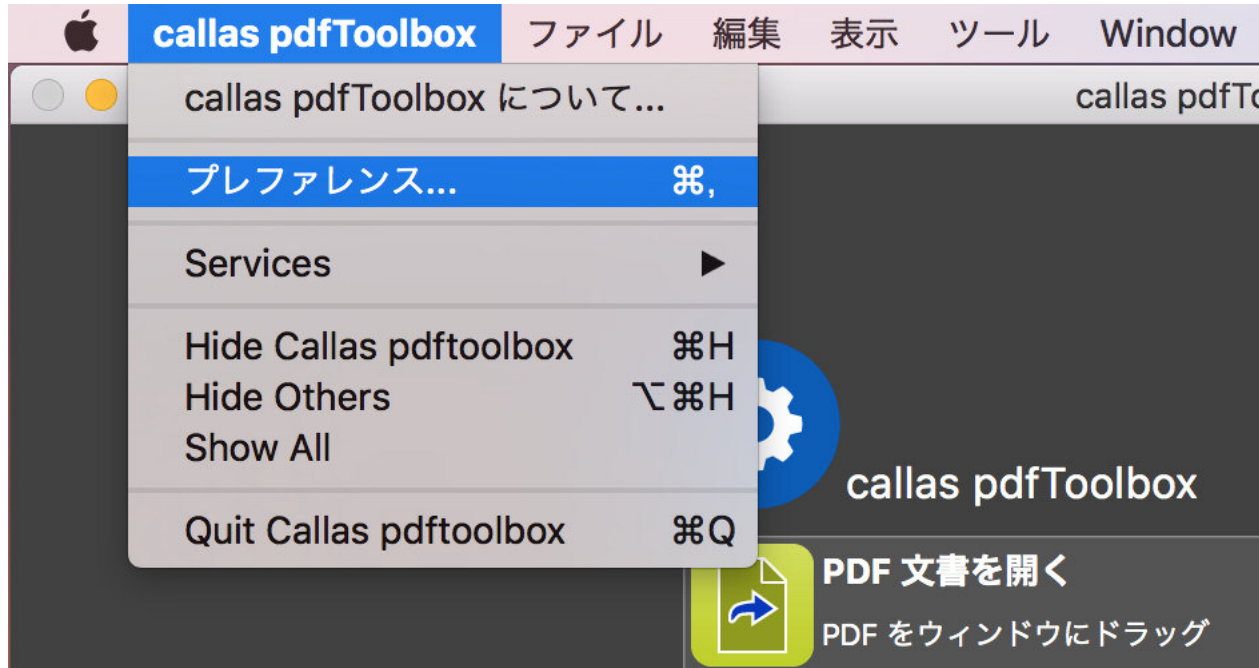 callas pdfToolbox ファイル 編集 表示 ツール Window
callas pdfTo
callas pdfToolbox について...
プレファレンス... ⌘,
Services ▶
Hide Callas pdftoolbox ⌘H
Hide Others ⌥⌘H
Show All
Quit Callas pdftoolbox ⌘Q
callas pdfToolbox
PDF 文書を開く
PDF をウィンドウにドラッグ